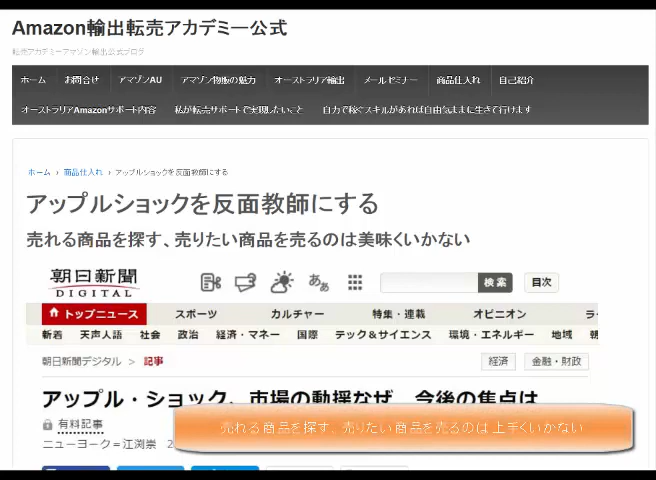 Amazon輸出転売アカデミー公式
転売アカデミーアマゾン輸出公式ブログ
ホーム お問合せ アマゾンAU アマゾン物販の魅力 オーストラリア輸出 メールセミナー 商品仕入れ 自己紹介
オーストラリアAmazonサポート内容 私が転売サポートで実現したいこと 自力で稼ぐスキルがあれば自由気ままに生きて行けます
ホーム › 商品仕入れ › アップルショックを反面教師にする
アップルショックを反面教師にする
売れる商品を探す、売りたい商品を売るのは美味くいかない
朝日新聞
DIGITAL
あぁ
検索
目次
トップニュース スポーツ カルチャー 特集・連載 オピニオン ラ
新着 天声人語 社会 政治 経済・マネー 国際 テック＆サイエンス 環境・エネルギー 地域
朝日新聞デジタル > 記事
経済 金融・財政
アップル・ショック、市場の動揺なぜ 今後の焦点は
有料記事
売れる商品を探す、売りたい商品を売るのは上手くいかない
ニューヨーク＝江渕崇 2